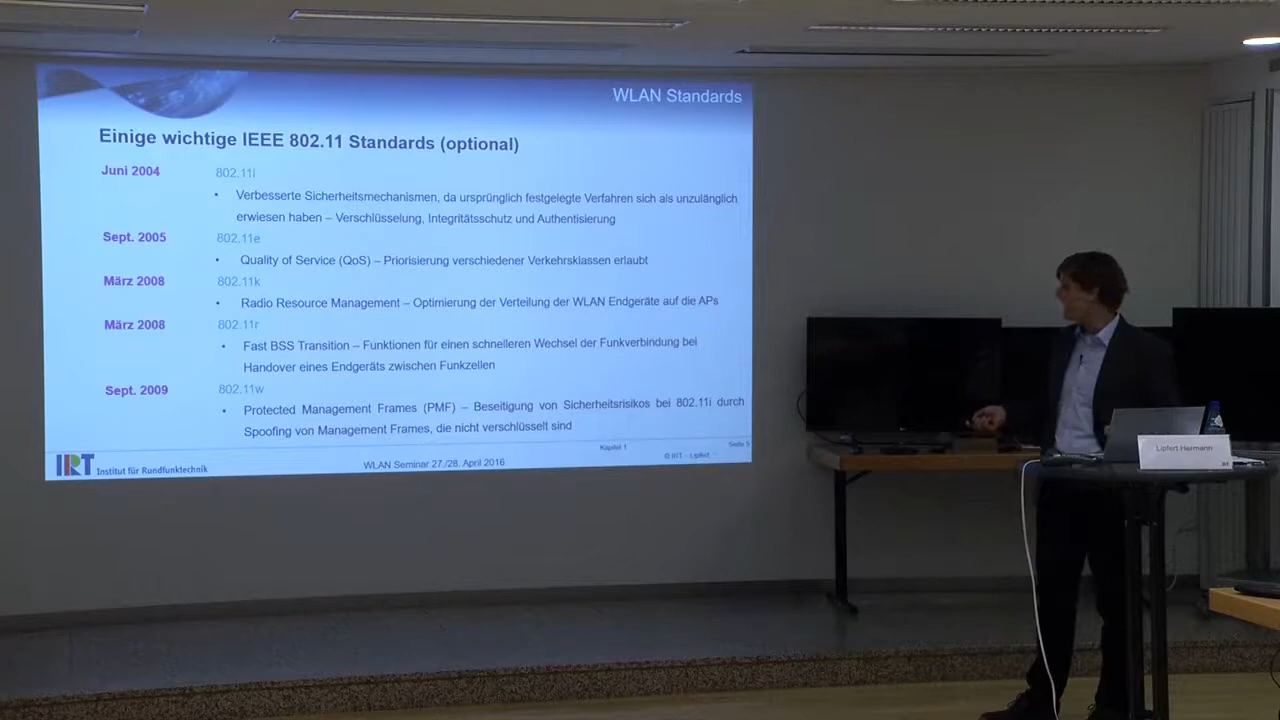 WLAN Standards
Einige wichtige IEEE 802.11 Standards (optional)
Juni 2004 802.11i
• Verbesserte Sicherheitsmechanismen, da ursprünglich festgelegte Verfahren sich als unzulänglich
erwiesen haben – Verschlüsselung, Integritätsschutz und Authentisierung
Sept. 2005 802.11e
• Quality of Service (QoS) – Priorisierung verschiedener Verkehrsklassen erlaubt
März 2008 802.11k
• Radio Resource Management – Optimierung der Verteilung der WLAN Endgeräte auf die APs
März 2008 802.11r
• Fast BSS Transition – Funktionen für einen schnelleren Wechsel der Funkverbindung bei
Handover eines Endgeräts zwischen Funkzellen
Sept. 2009 802.11w
• Protected Management Frames (PMF) – Beseitigung von Sicherheitsrisikos bei 802.11i durch
Spoofing von Management Frames, die nicht verschlüsselt sind
Kapitel 1 Seite 5
IRT Institut für Rundfunktechnik WLAN Seminar 27./28. April 2016 © IRT – Lipfert
Lipfert Hermann